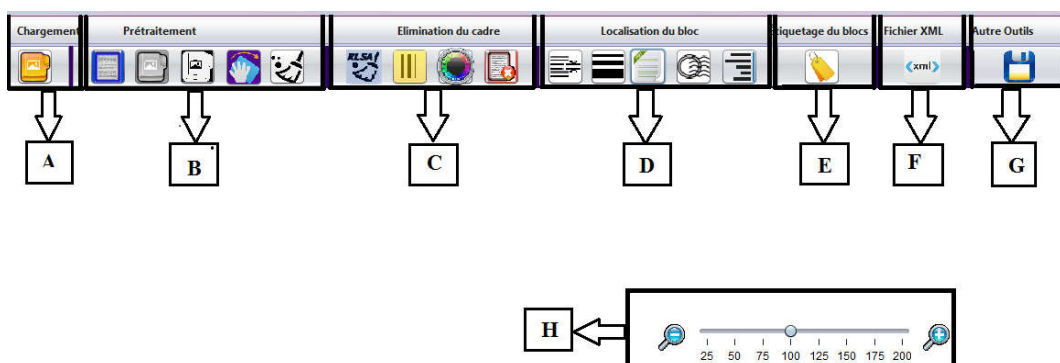 Chargement Prétraitement Elimination du cadre Localisation du bloc tiquetage du blocs Fichier XML Autre Outils
RLSA! <xml>
A B C D E F G
H
25 50 75 100 125 150 175 200